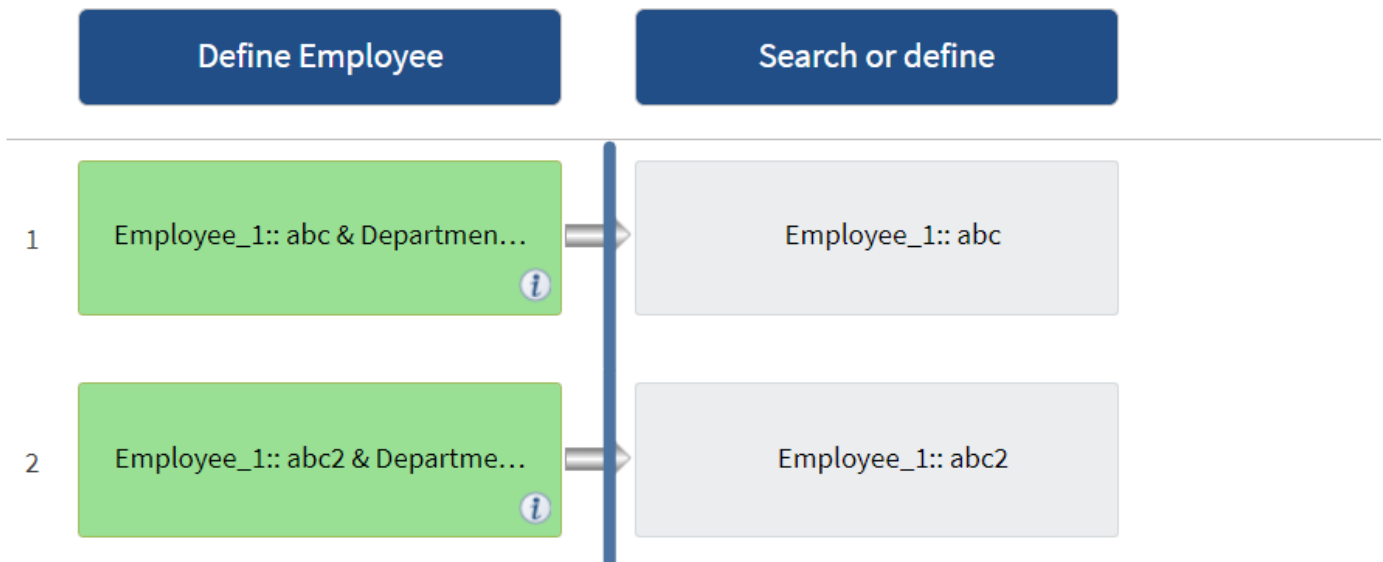 Define Employee
Search or define
1
Employee_1:: abc & Departmen...
Employee_1:: abc
i
2
Employee_1:: abc2 & Departme...
Employee_1:: abc2
i